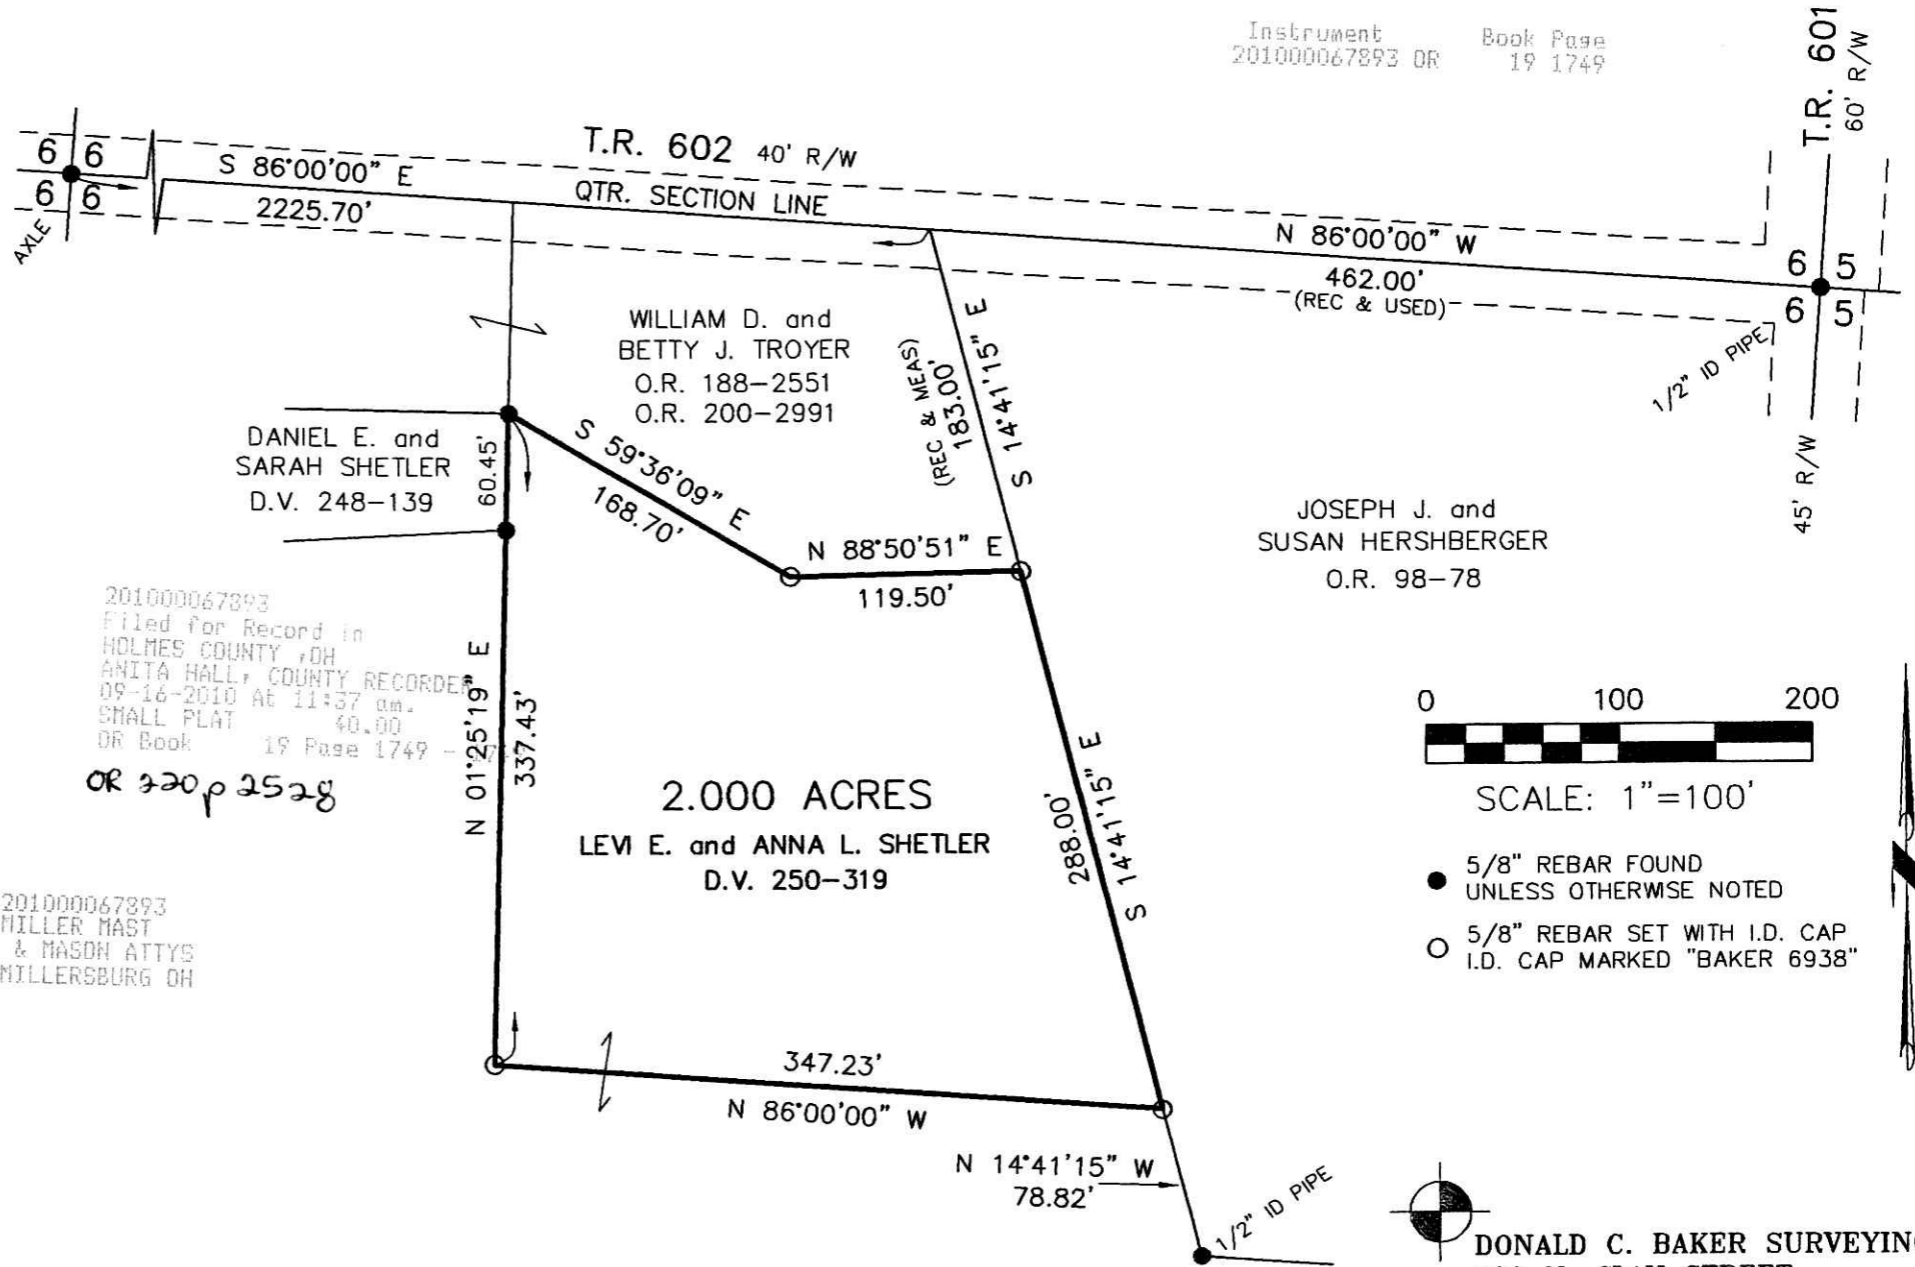 Instrument Book Page
201000067893 OR 19 1749
T.R. 601
60' R/W
T.R. 602 40' R/W
6 6
6 6
AXLE
S 86°00'00" E
2225.70'
QTR. SECTION LINE
N 86°00'00" W
462.00'
(REC & USED)
6 5
6 5
1/2" ID PIPE
45' R/W
WILLIAM D. and
BETTY J. TROYER
O.R. 188-2551
O.R. 200-2991
(REC & MEAS)
183.00'
S 14°41'15" E
DANIEL E. and
SARAH SHETLER
D.V. 248-139
60.45'
S 59°36'09" E
168.70'
N 88°50'51" E
119.50'
JOSEPH J. and
SUSAN HERSHBERGER
O.R. 98-78
201000067893
Filed for Record in
HOLMES COUNTY ,OH
ANITA HALL, COUNTY RECORDER
09-16-2010 At 11:37 am.
SMALL PLAT 40.00
OR Book 19 Page 1749 -
OR 220 p 2528
N 01°25'19" E
337.43'
2.000 ACRES
LEVI E. and ANNA L. SHETLER
D.V. 250-319
288.00'
S 14°41'15" E
0 100 200
SCALE: 1"=100'
5/8" REBAR FOUND
UNLESS OTHERWISE NOTED
5/8" REBAR SET WITH I.D. CAP
I.D. CAP MARKED "BAKER 6938"
201000067893
MILLER MAST
& MASON ATTYS
MILLERSBURG OH
347.23'
N 86°00'00" W
N 14°41'15" W
78.82'
1/2" ID PIPE
DONALD C. BAKER SURVEYING